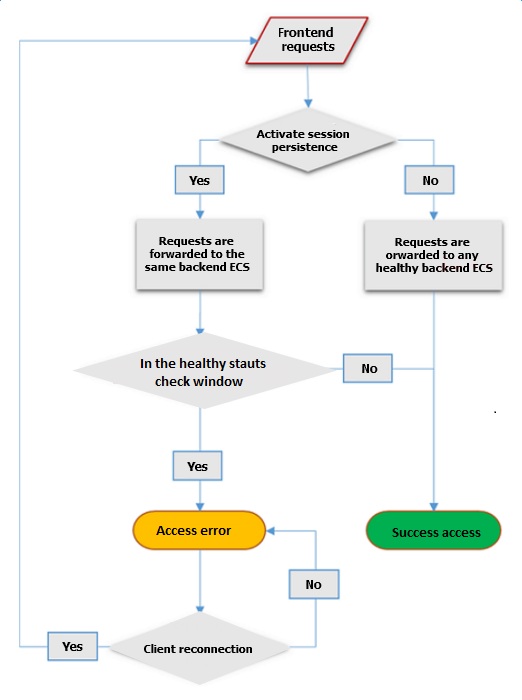 Frontend
requests
Activate session
persistence
Yes
No
Requests are
forwarded to the
same backend ECS
Requests are
orwarded to any
healthy backend ECS
In the healthy stauts
check window
No
Yes
Access error
Success access
No
Client reconnection
Yes